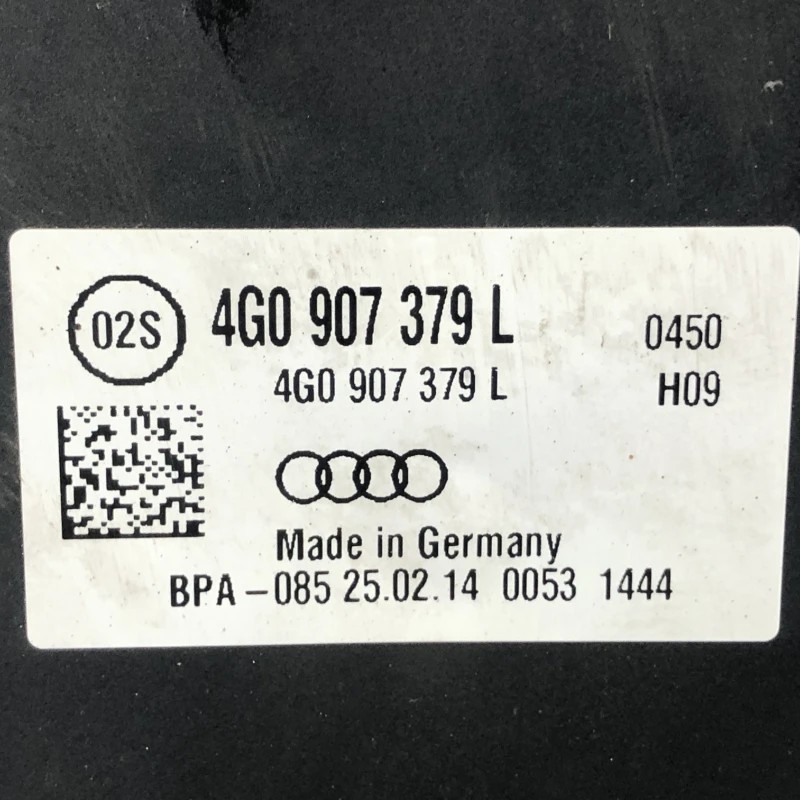 02S 4G0 907 379 L 0450
4G0 907 379 L H09
Made in Germany
BPA-085 25.02.14 0053 1444